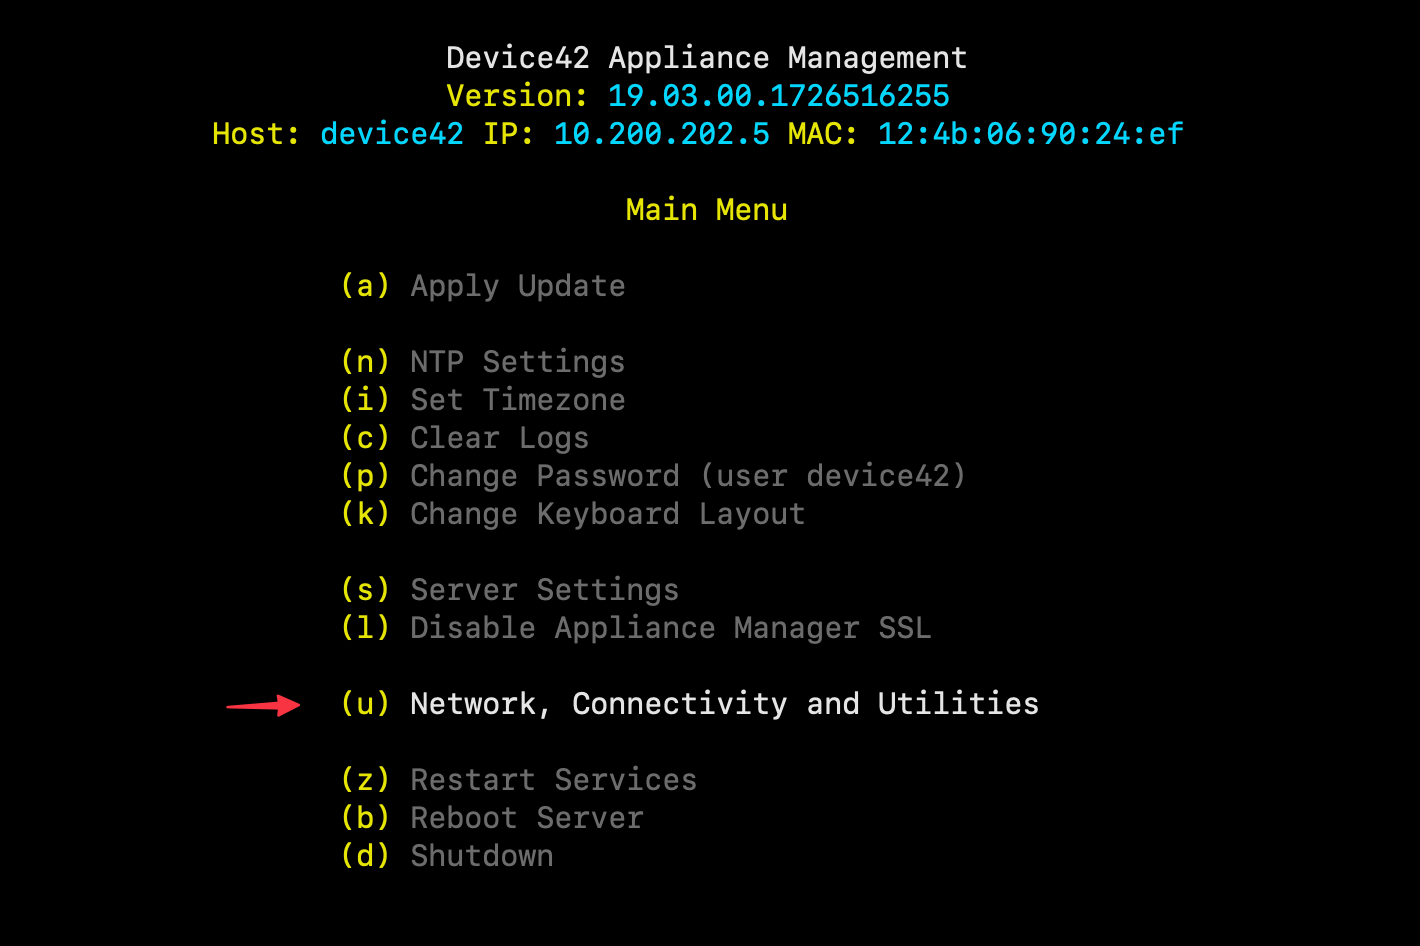 Device42 Appliance Management
Version: 19.03.00.1726516255
Host: device42 IP: 10.200.202.5 MAC: 12:4b:06:90:24:ef
Main Menu
(a) Apply Update
(n) NTP Settings
(i) Set Timezone
(c) Clear Logs
(p) Change Password (user device42)
(k) Change Keyboard Layout
(s) Server Settings
(l) Disable Appliance Manager SSL
(u) Network, Connectivity and Utilities
(z) Restart Services
(b) Reboot Server
(d) Shutdown